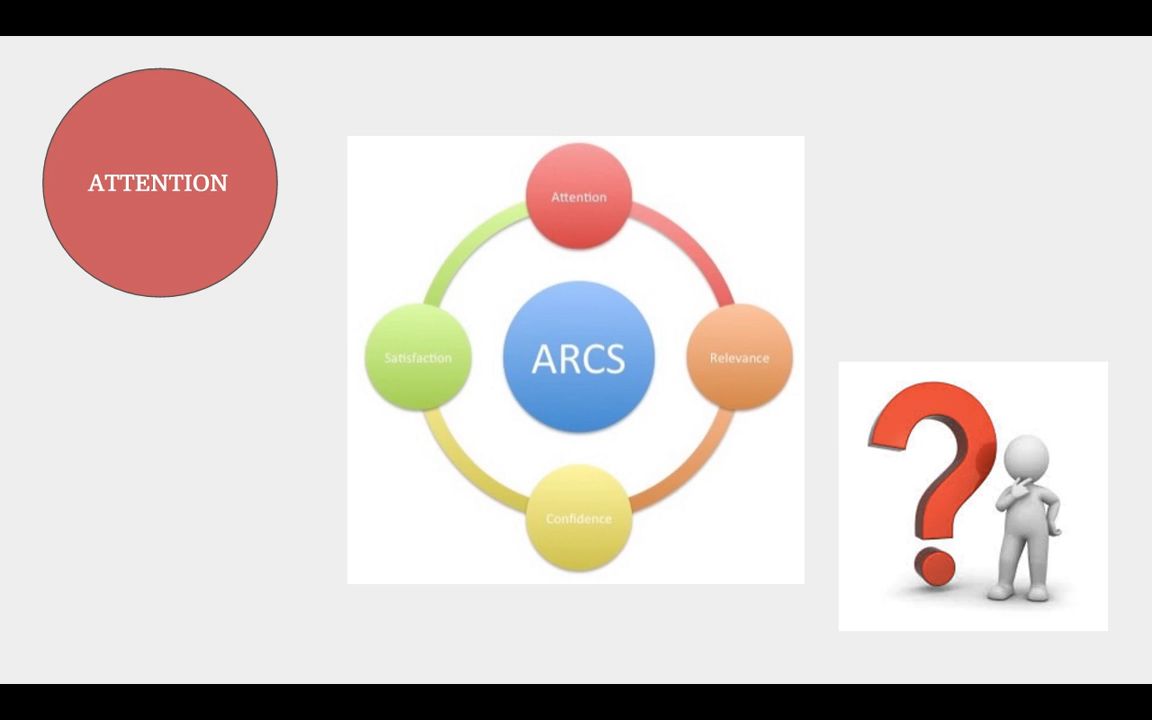 ATTENTION
Attention
Satisfaction
ARCS
Relevance
Confidence
?